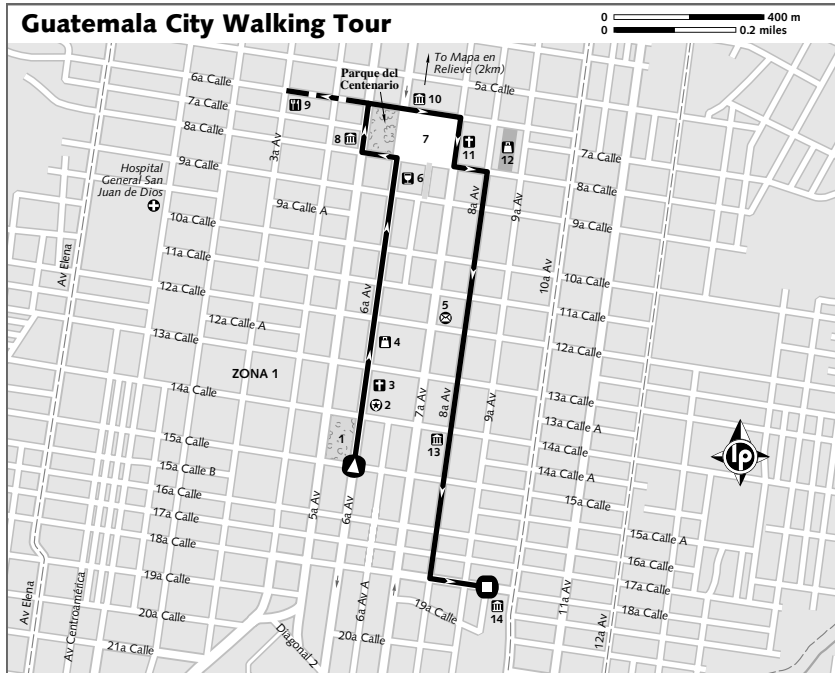 Guatemala City Walking Tour
0 400 m
0 0.2 miles
To Mapa en
Relieve (2km)
Parque del
Centenario
6a Calle
5a Calle
7a Calle
9
10
8a Calle
3a Av
8
7
11
12
7a Calle
9a Calle
Hospital
General San
Juan de Dios
6
8a Av
9a Av
8a Calle
9a Calle A
10a Calle
9a Calle
Av Elena
11a Calle
10a Av
10a Calle
12a Calle
6a Av
5
11a Calle
12a Calle A
13a Calle
4
12a Calle
ZONA 1
3
14a Calle
2
7a Av
8a Av
9a Av
13a Calle
13a Calle A
15a Calle
1
13
14a Calle
lp
15a Calle B
14a Calle A
16a Calle
5a Av
6a Av
15a Calle
17a Calle
18a Calle
15a Calle A
16a Calle
19a Calle
17a Calle
Av Elena
Av Centroamérica
20a Calle
6a Av A
19a Calle
14
11a Av
12a Av
18a Calle
Diagonal 2
20a Calle
21a Calle